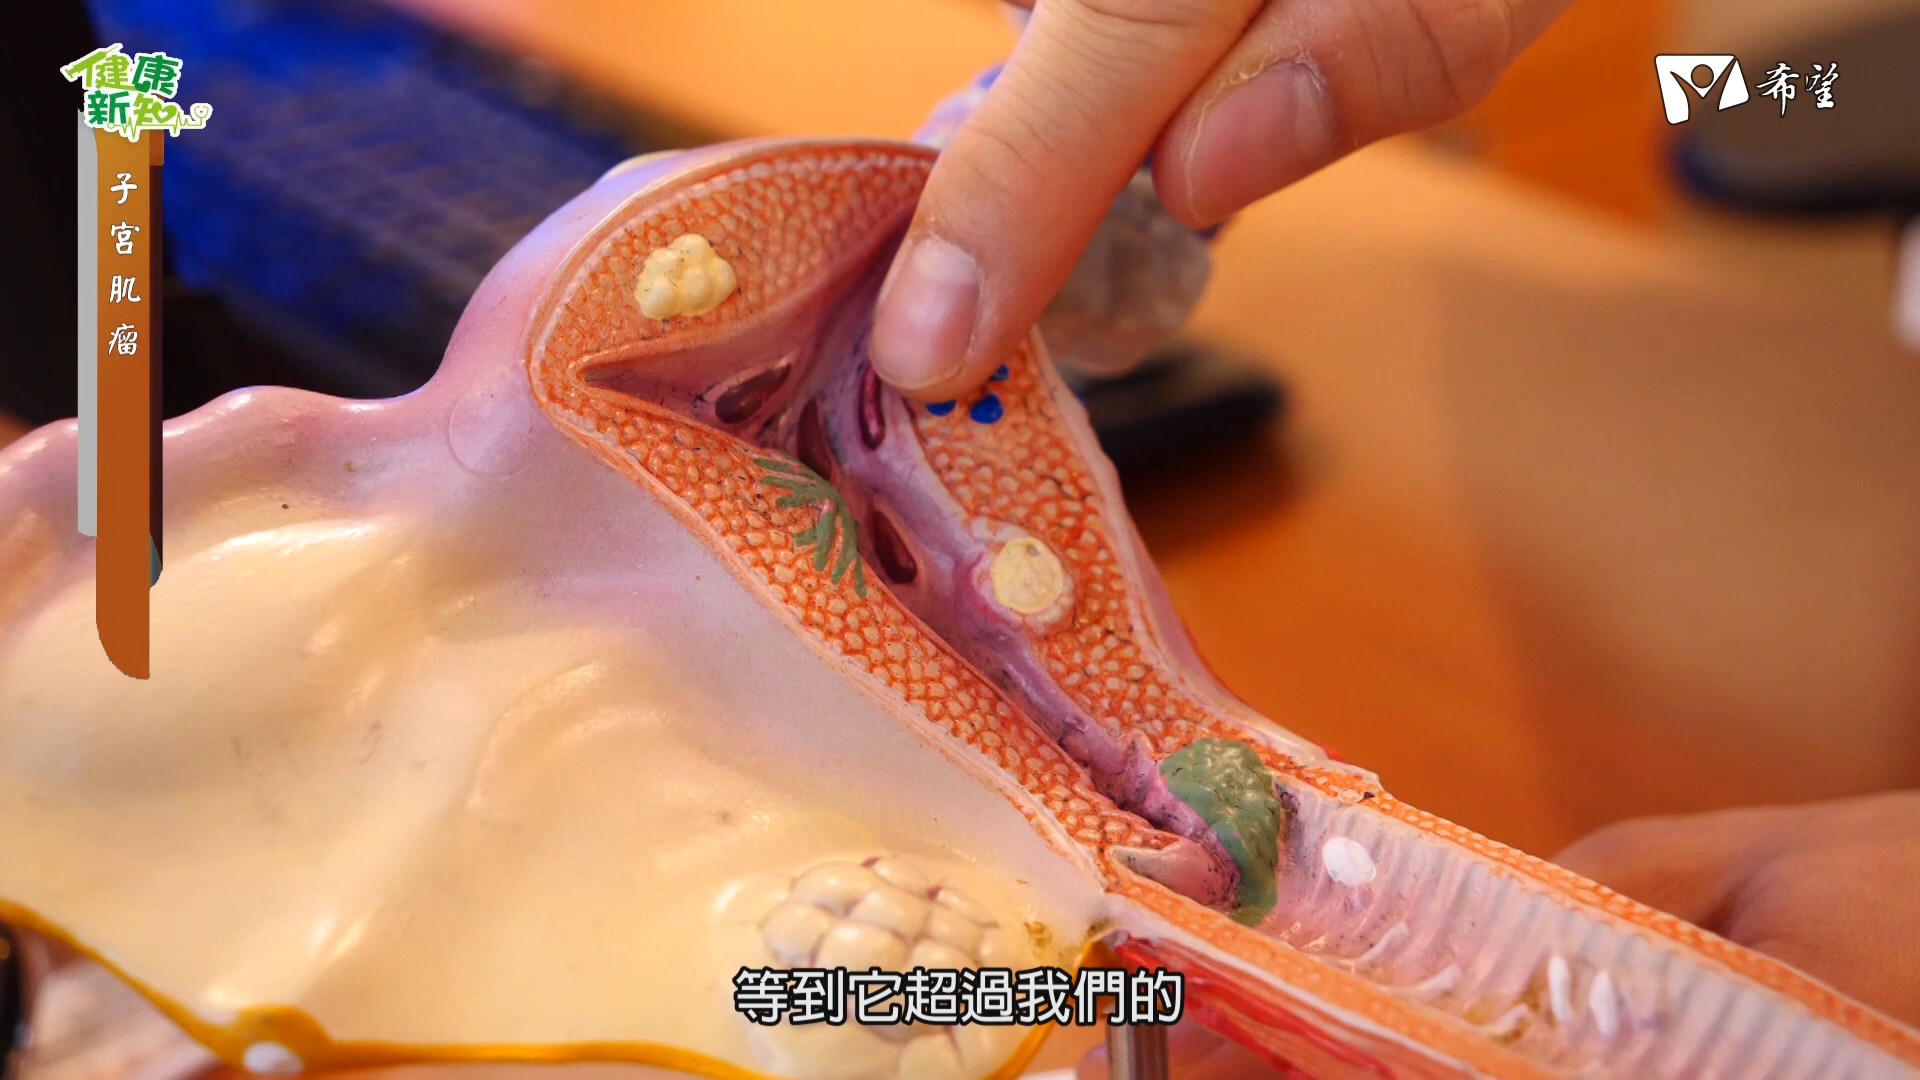 健康
新知
希望
子宮肌瘤
等到它超過我們的